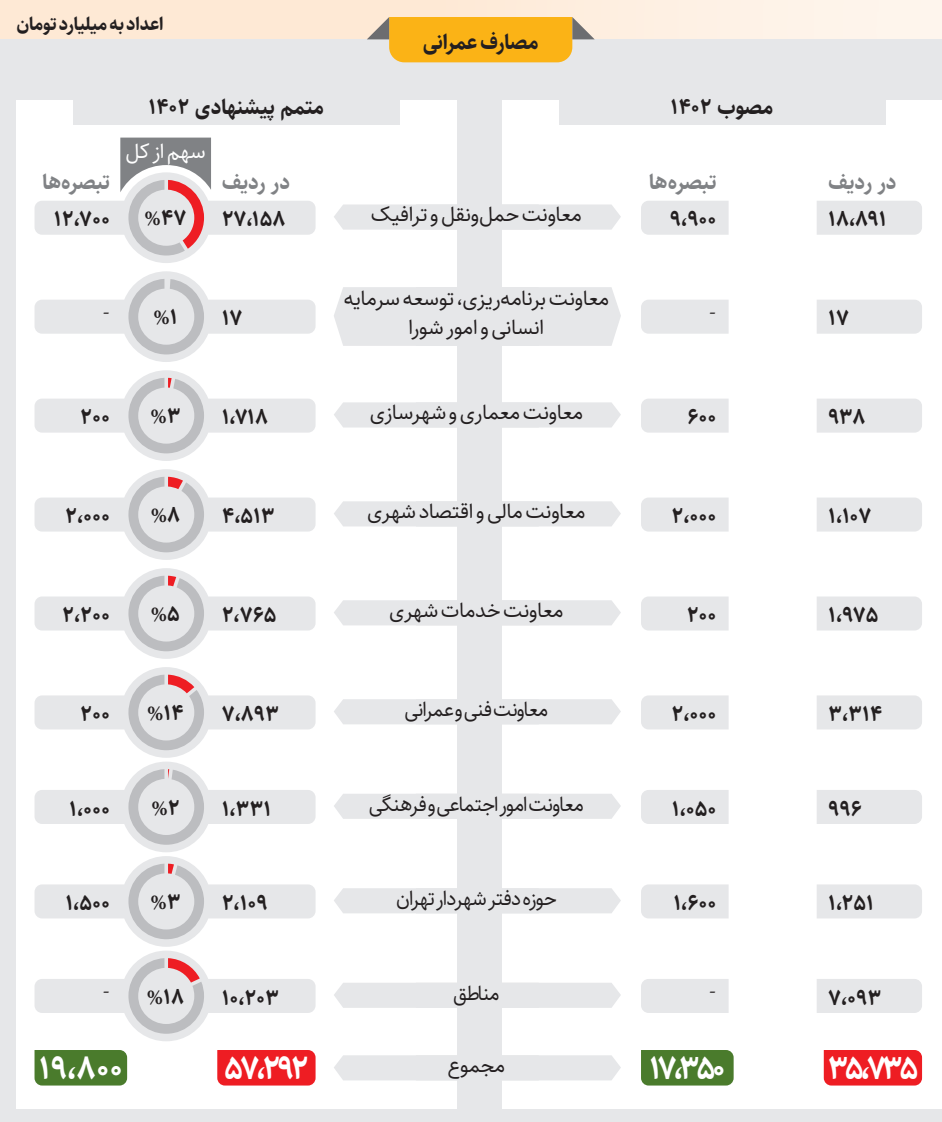 اعداد به میلیارد تومان
مصارف عمرانی
مصوب ۱۴۰۲
متمم پیشنهادی ۱۴۰۲
سهم از کل
در ردیف تبصره‌ها در ردیف تبصره‌ها
۱۸،۸۹۱ ۹،۹۰۰ معاونت حمل‌ونقل و ترافیک ۲۷،۱۵۸ %۴۷ ۱۲،۷۰۰
معاونت برنامه‌ریزی، توسعه سرمایه
انسانی و امور شورا
۱۷ - ۱۷ %۱ -
۹۳۸ ۶۰۰ معاونت معماری و شهرسازی ۱،۷۱۸ %۳ ۲۰۰
۱،۱۰۷ ۲،۰۰۰ معاونت مالی و اقتصاد شهری ۴،۵۱۳ %۸ ۲،۰۰۰
۱،۹۷۵ ۲۰۰ معاونت خدمات شهری ۲،۷۶۵ %۵ ۲،۲۰۰
۳،۳۱۴ ۲،۰۰۰ معاونت فنی و عمرانی ۷،۸۹۳ %۱۴ ۲۰۰
۹۹۶ ۱،۰۵۰ معاونت امور اجتماعی و فرهنگی ۱،۳۳۱ %۲ ۱،۰۰۰
۱،۲۵۱ ۱،۶۰۰ حوزه دفتر شهردار تهران ۲،۱۰۹ %۳ ۱،۵۰۰
۷،۰۹۳ - مناطق ۱۰،۲۰۳ %۱۸ -
۳۵،۷۳۵ ۱۷،۳۵۰ مجموع ۵۷،۲۹۲ ۱۹،۸۰۰